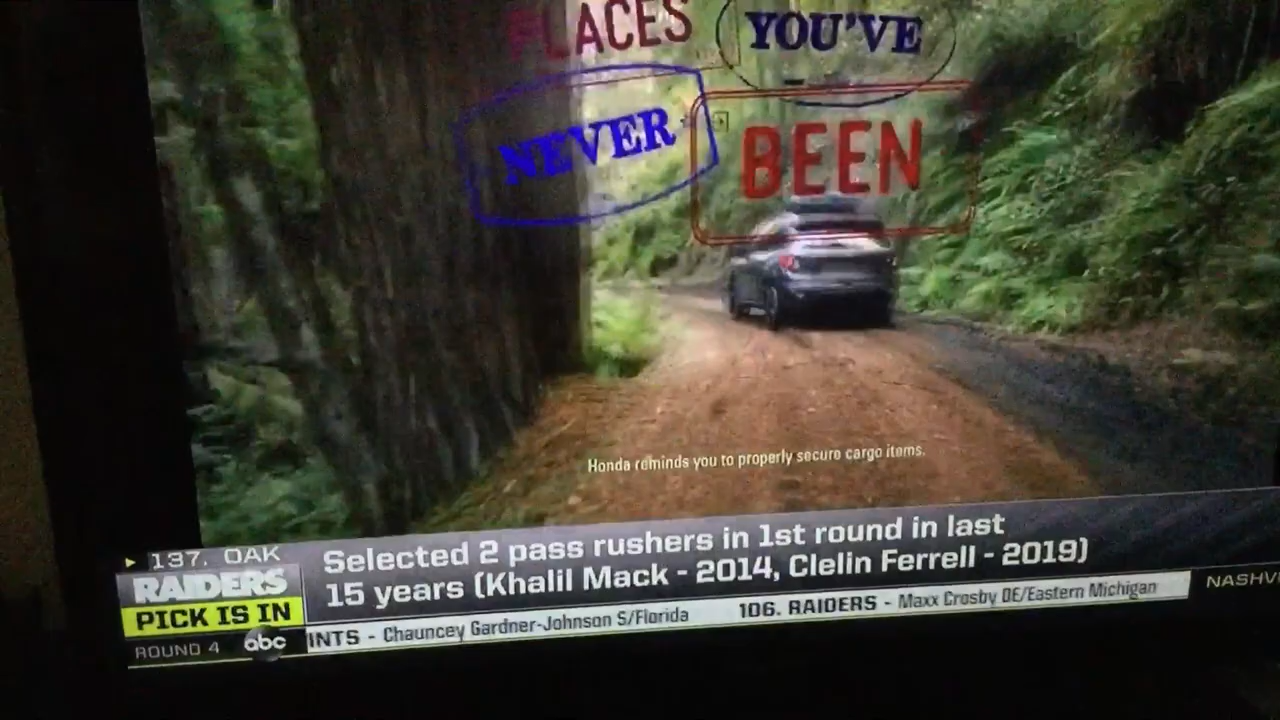 PLACES YOU'VE
NEVER BEEN
Honda reminds you to properly secure cargo items.
137. OAK
RAIDERS
PICK IS IN
ROUND 4 abc
Selected 2 pass rushers in 1st round in last
15 years (Khalil Mack - 2014, Clelin Ferrell - 2019)
INTS - Chauncey Gardner-Johnson S/Florida 106. RAIDERS - Maxx Crosby DE/Eastern Michigan
NASHV